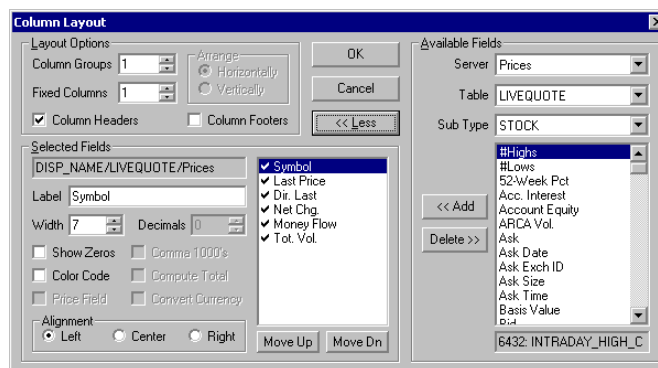 Column Layout
Layout Options
Column Groups 1
Arrange
Horizontally
Vertically
Fixed Columns 1
Column Headers
Column Footers
OK
Cancel
<< Less
Selected Fields
DISP_NAME/LIVEQUOTE/Prices
Label Symbol
Width 7 Decimals 0
Show Zeros Comma 1000's
Color Code Compute Total
Price Field Convert Currency
Alignment
Left Center Right
Symbol
Last Price
Dir. Last
Net Chg.
Money Flow
Tot. Vol.
Move Up Move Dn
Available Fields
Server Prices
Table LIVEQUOTE
Sub Type STOCK
<< Add
Delete >>
#Highs
#Lows
52-Week Pct
Acc. Interest
Account Equity
ARCA Vol.
Ask
Ask Date
Ask Exch ID
Ask Size
Ask Time
Basis Value
6432: INTRADAY_HIGH_C